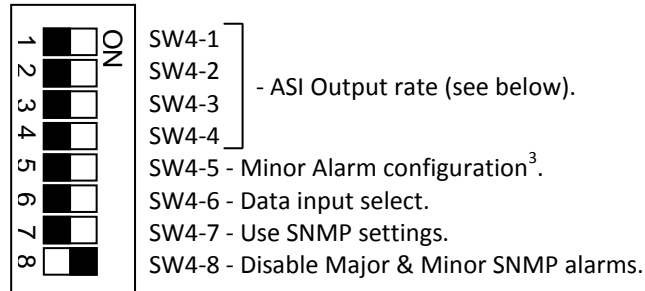 ON
1 SW4-1
2 SW4-2
- ASI Output rate (see below).
3 SW4-3
4 SW4-4
5 SW4-5 - Minor Alarm configuration³.
6 SW4-6 - Data input select.
7 SW4-7 - Use SNMP settings.
8 SW4-8 - Disable Major & Minor SNMP alarms.